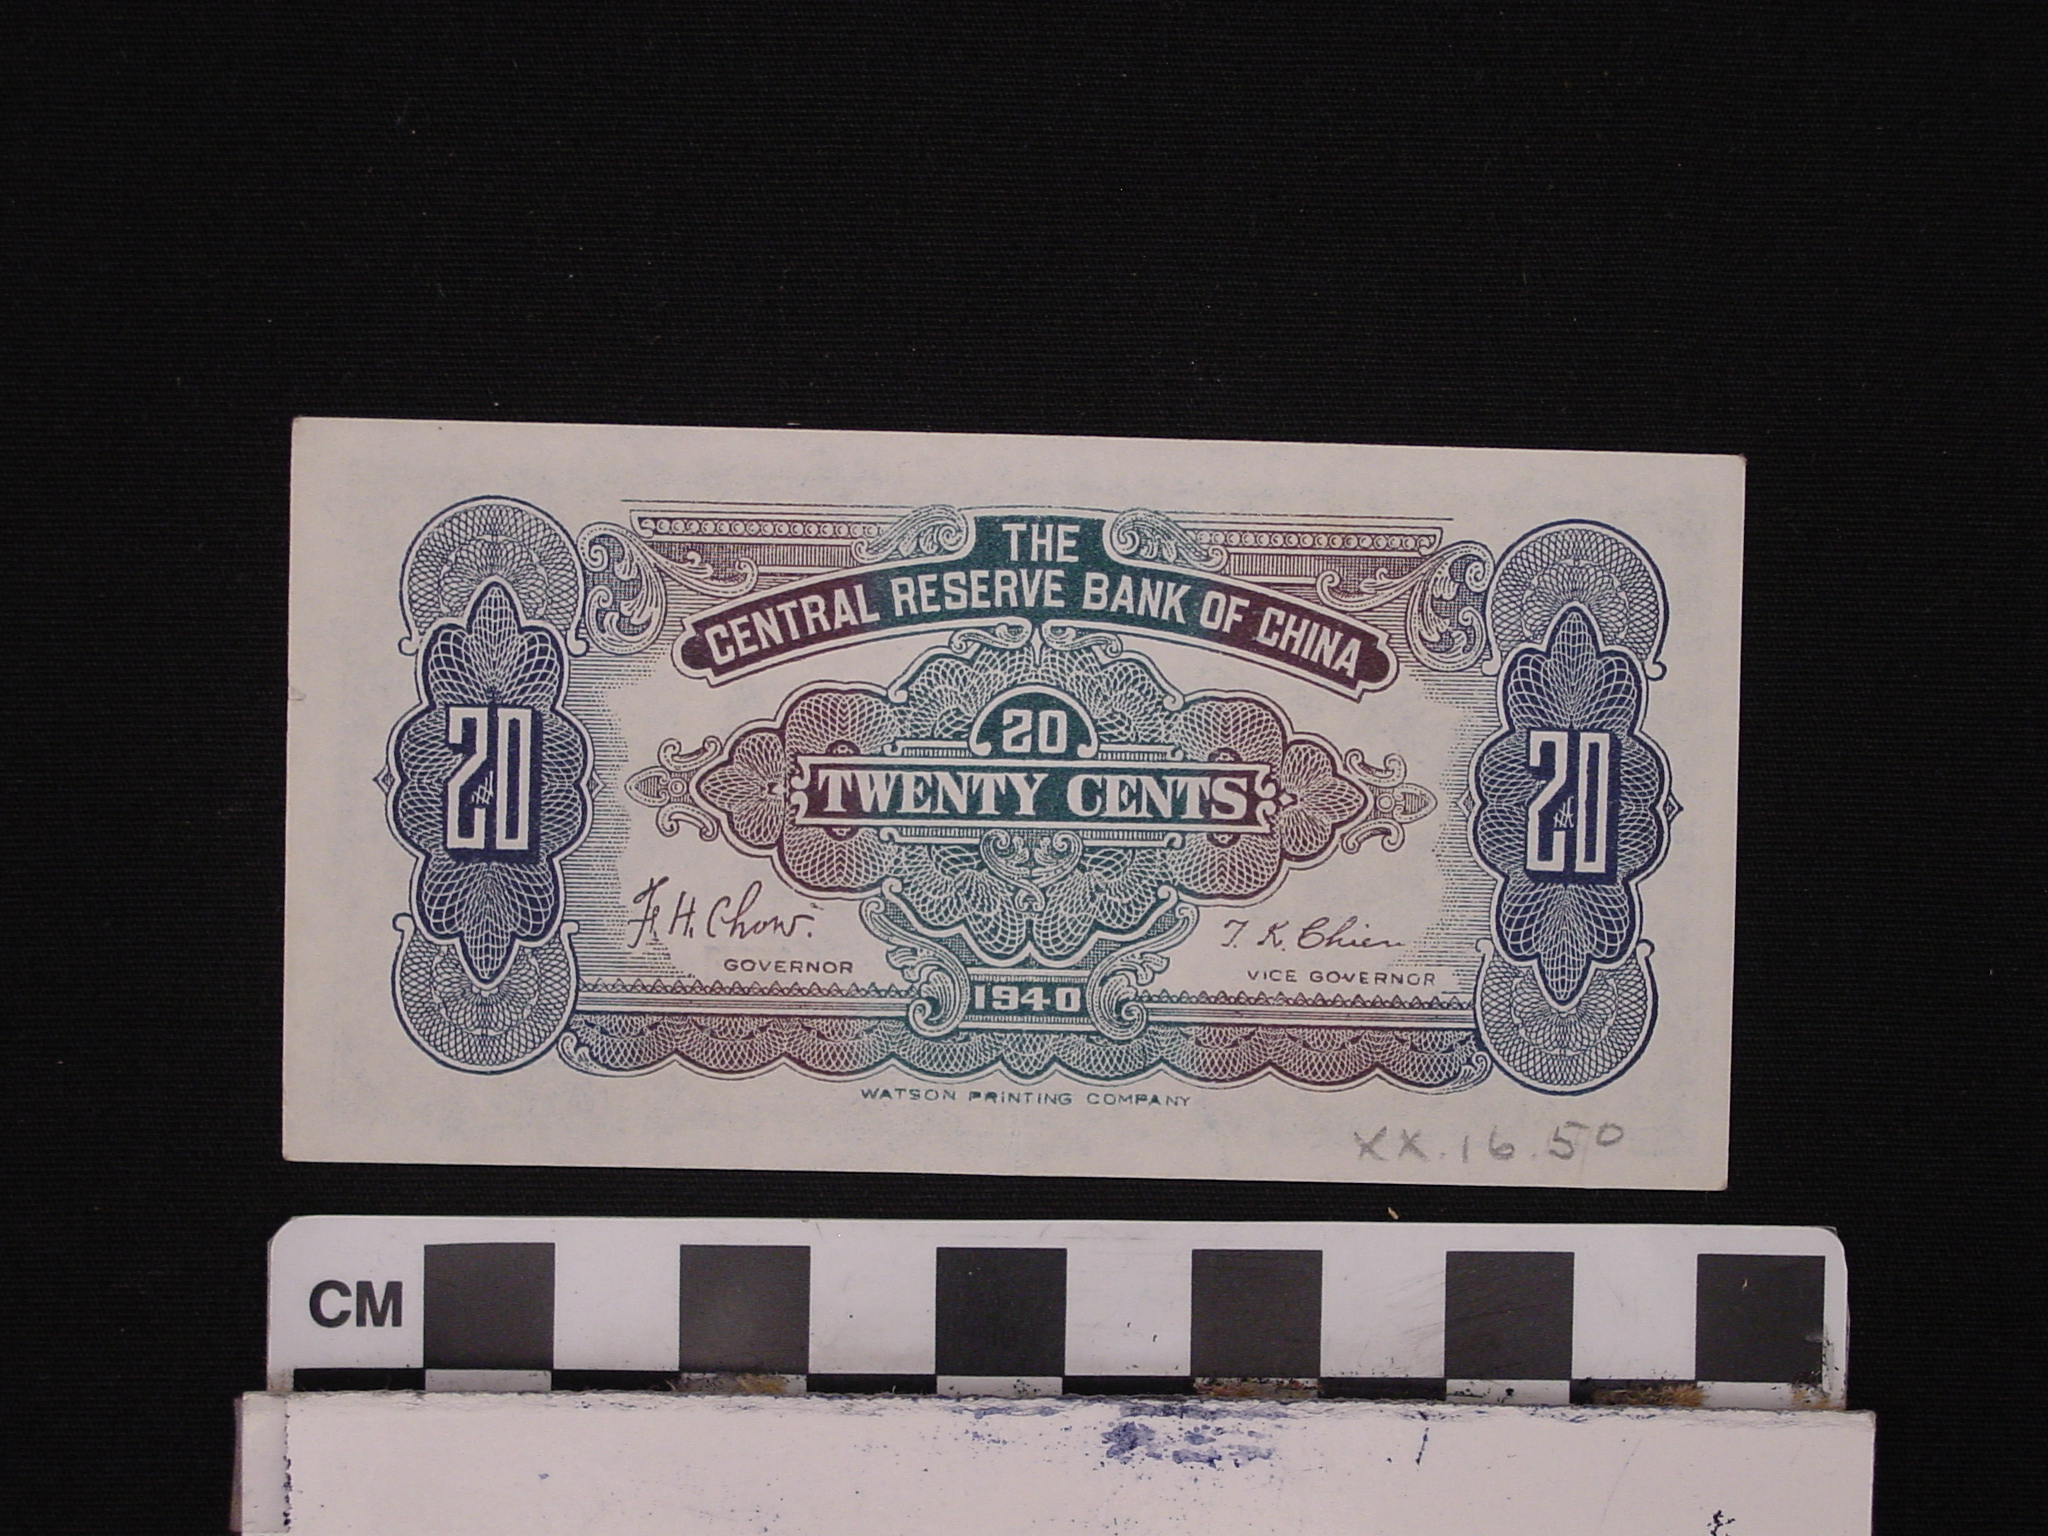 THE
CENTRAL RESERVE BANK OF CHINA
20
20
20
TWENTY CENTS
F. H. Chow.
T. K. Chien
GOVERNOR
VICE GOVERNOR
1940
WATSON PRINTING COMPANY
XX.16.50
CM